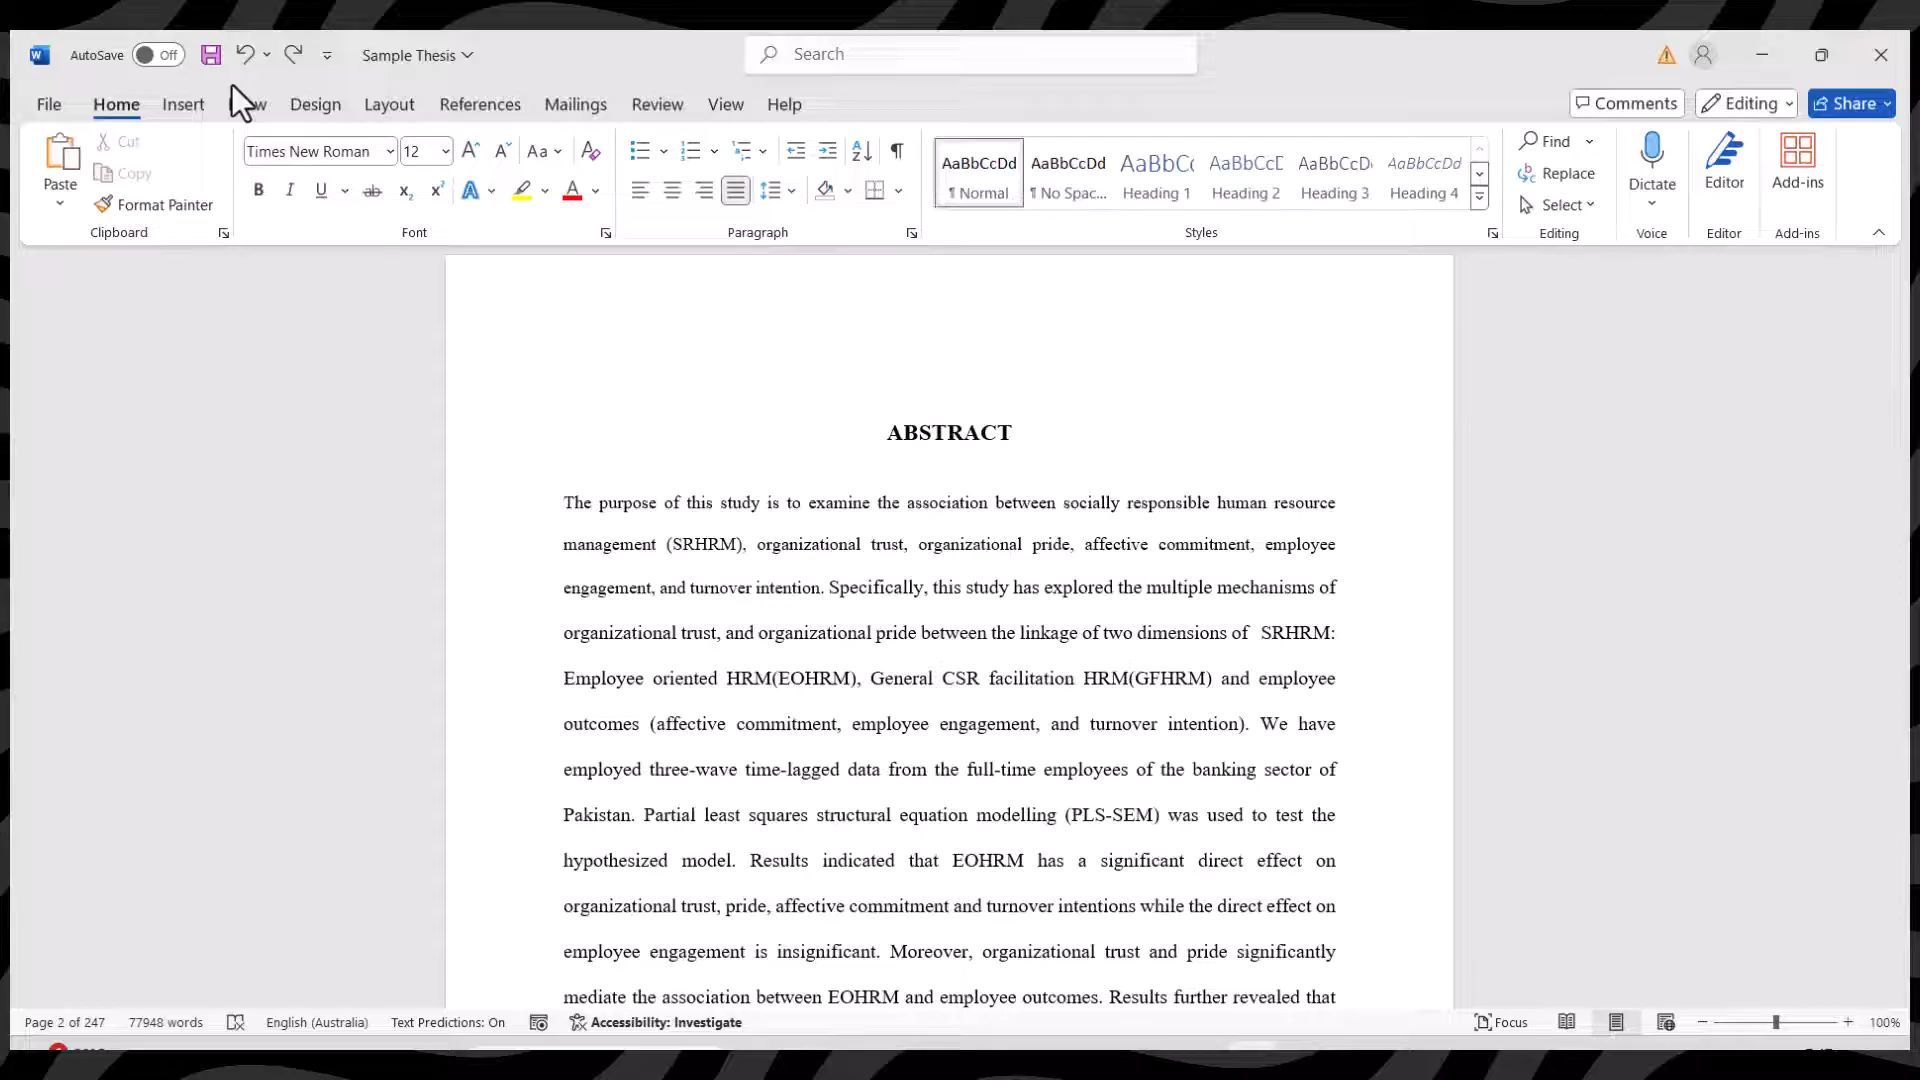 AutoSave Off Sample Thesis Search
File Home Insert Design Layout References Mailings Review View Help Comments Editing Share
Paste Cut Copy Format Painter Clipboard
Times New Roman 12 Aa B I U ab x₂ x² A A Font
Paragraph
AaBbCcDd AaBbCcDd AaBbCc AaBbCcD AaBbCcD AaBbCcDd
¶ Normal ¶ No Spac... Heading 1 Heading 2 Heading 3 Heading 4
Styles
Find Replace Select Editing
Dictate Voice
Editor Editor
Add-ins Add-ins
ABSTRACT
The purpose of this study is to examine the association between socially responsible human resource
management (SRHRM), organizational trust, organizational pride, affective commitment, employee
engagement, and turnover intention. Specifically, this study has explored the multiple mechanisms of
organizational trust, and organizational pride between the linkage of two dimensions of SRHRM:
Employee oriented HRM(EOHRM), General CSR facilitation HRM(GFHRM) and employee
outcomes (affective commitment, employee engagement, and turnover intention). We have
employed three-wave time-lagged data from the full-time employees of the banking sector of
Pakistan. Partial least squares structural equation modelling (PLS-SEM) was used to test the
hypothesized model. Results indicated that EOHRM has a significant direct effect on
organizational trust, pride, affective commitment and turnover intentions while the direct effect on
employee engagement is insignificant. Moreover, organizational trust and pride significantly
mediate the association between EOHRM and employee outcomes. Results further revealed that
Page 2 of 247 77948 words English (Australia) Text Predictions: On Accessibility: Investigate Focus 100%